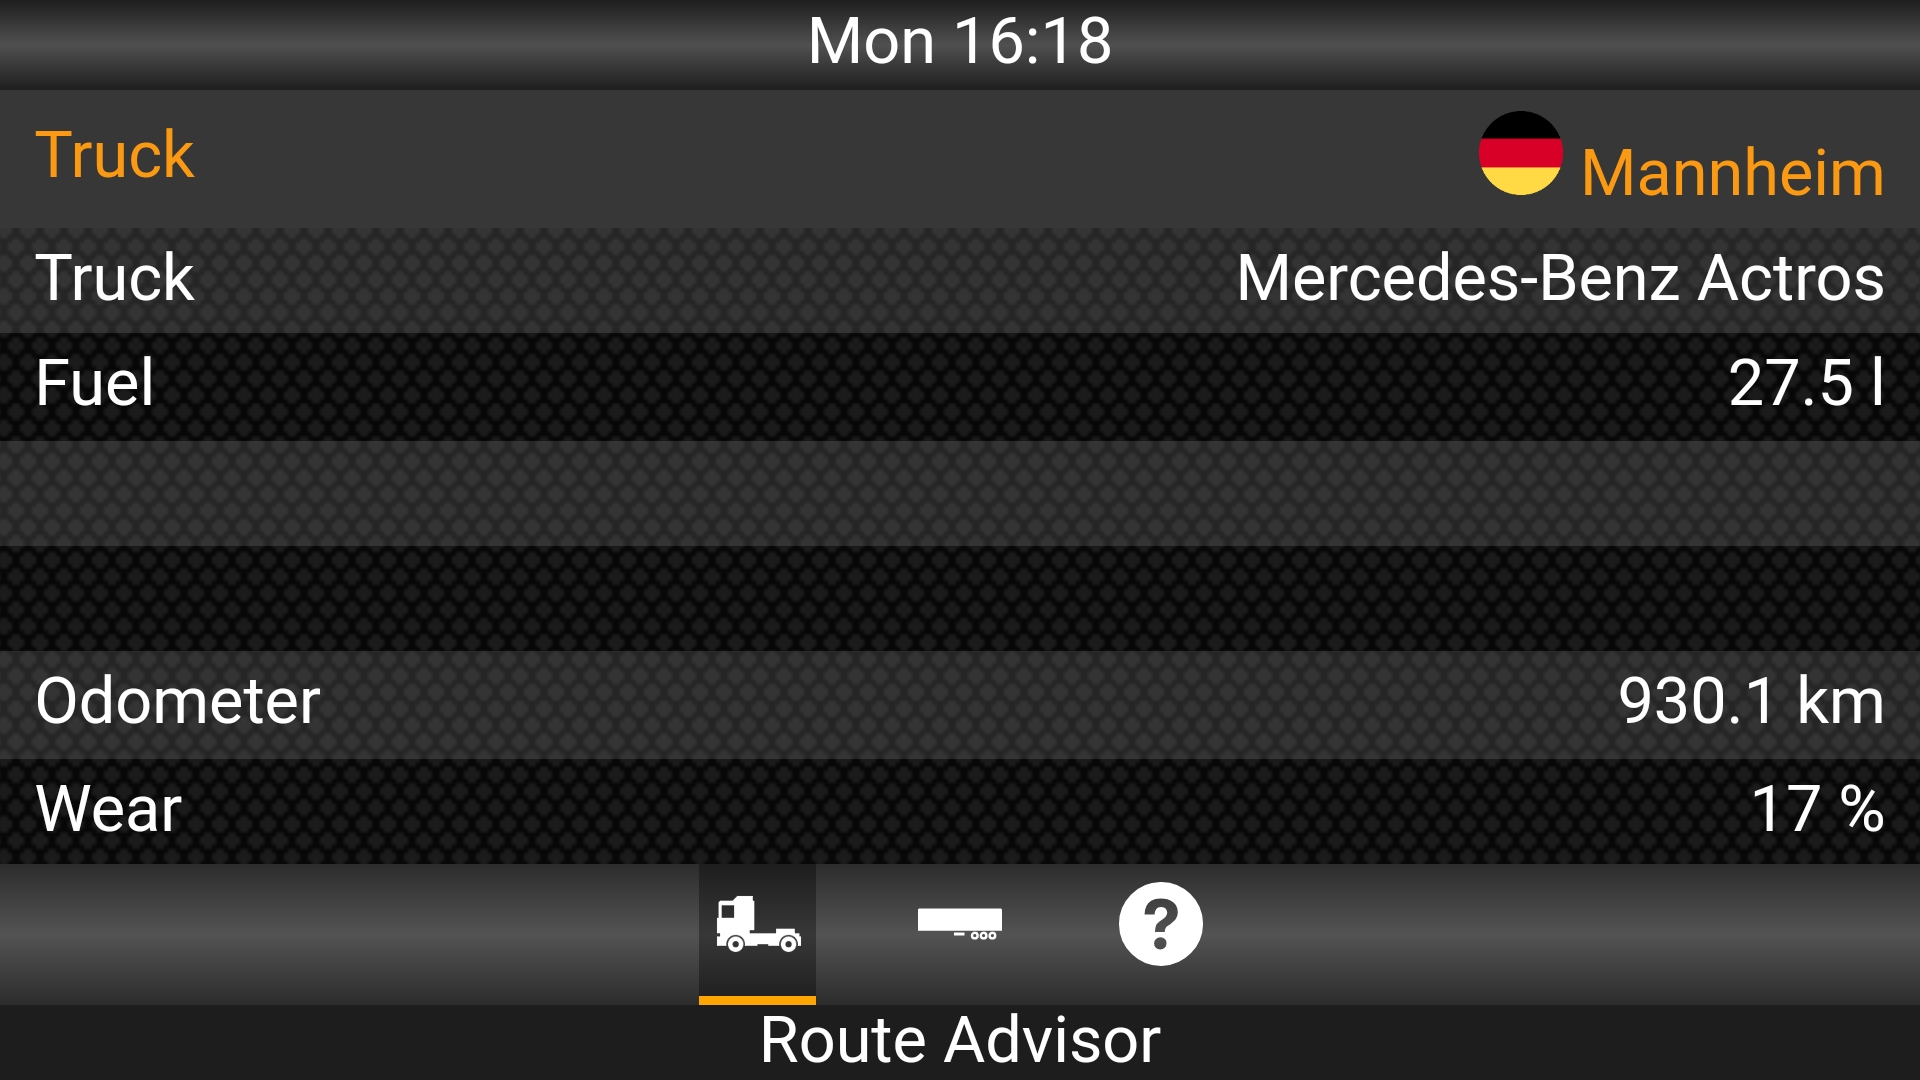 Mon 16:18
Truck Mannheim
Truck Mercedes-Benz Actros
Fuel 27.5 l
Odometer 930.1 km
Wear 17 %
?
Route Advisor